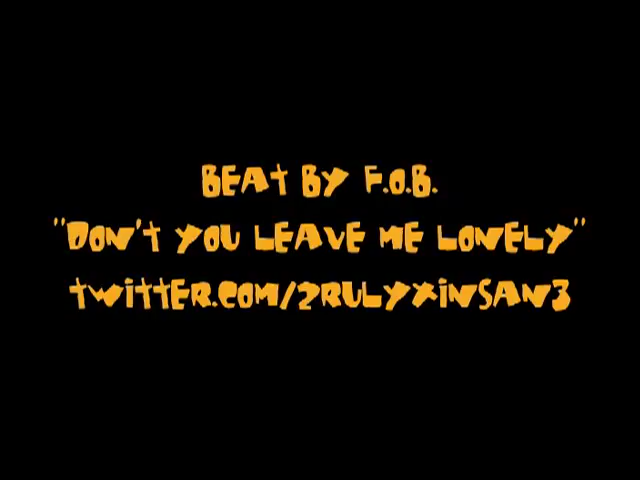 BEAT BY F.O.B.
"DON'T YOU LEAVE ME LONELY"
TWITTER.COM/2RULYXINSAN3